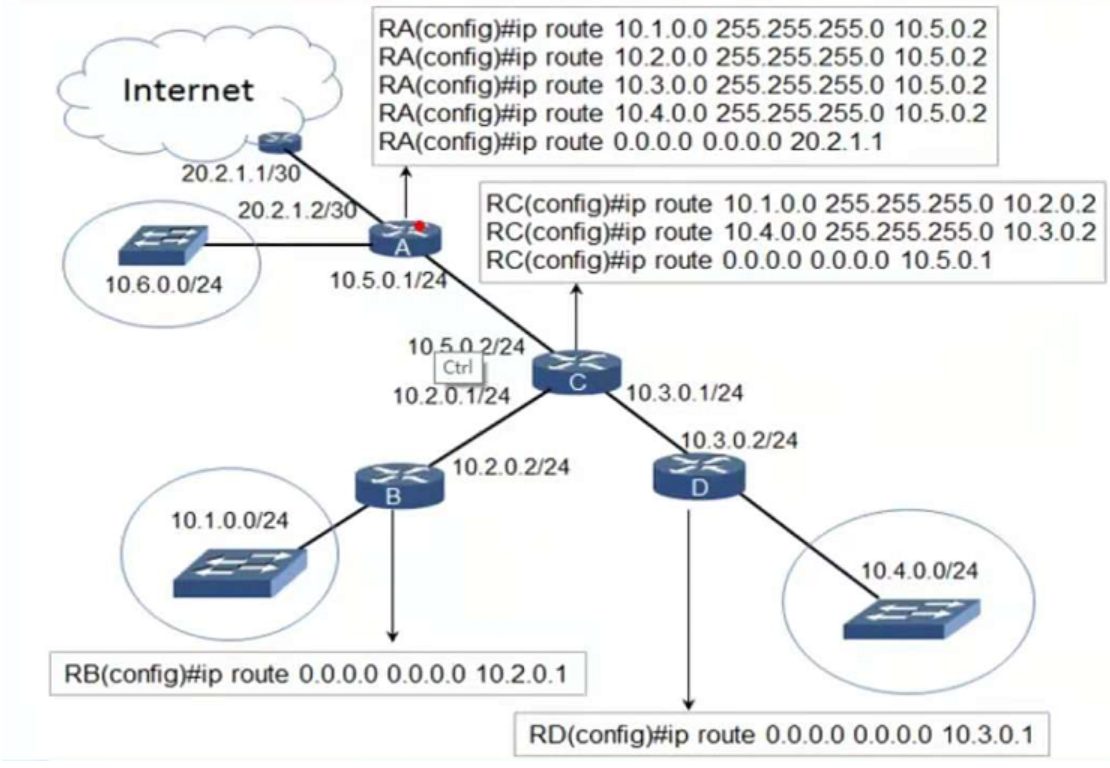 RA(config)#ip route 10.1.0.0 255.255.255.0 10.5.0.2
RA(config)#ip route 10.2.0.0 255.255.255.0 10.5.0.2
RA(config)#ip route 10.3.0.0 255.255.255.0 10.5.0.2
RA(config)#ip route 10.4.0.0 255.255.255.0 10.5.0.2
RA(config)#ip route 0.0.0.0 0.0.0.0 20.2.1.1
Internet
20.2.1.1/30
20.2.1.2/30
RC(config)#ip route 10.1.0.0 255.255.255.0 10.2.0.2
RC(config)#ip route 10.4.0.0 255.255.255.0 10.3.0.2
RC(config)#ip route 0.0.0.0 0.0.0.0 10.5.0.1
A
10.6.0.0/24
10.5.0.1/24
10.5.0.2/24
Ctrl
C
10.2.0.1/24
10.3.0.1/24
10.3.0.2/24
10.2.0.2/24
B
D
10.1.0.0/24
10.4.0.0/24
RB(config)#ip route 0.0.0.0 0.0.0.0 10.2.0.1
RD(config)#ip route 0.0.0.0 0.0.0.0 10.3.0.1